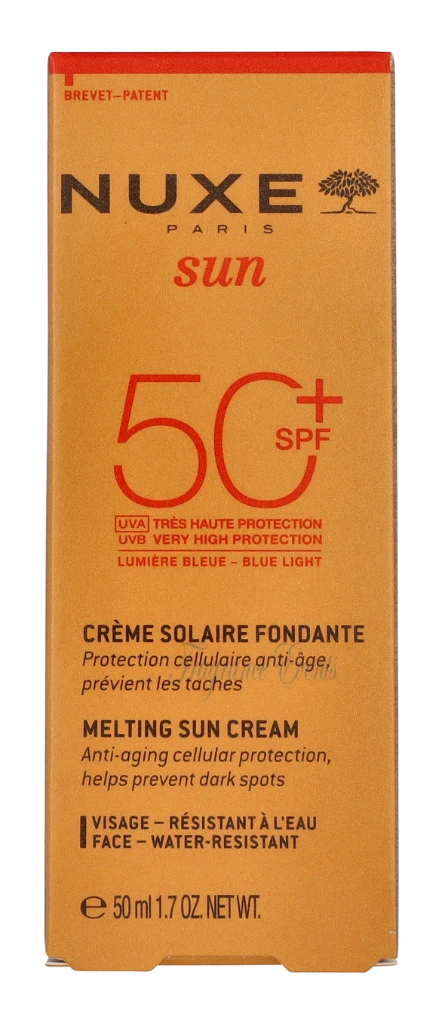 BREVET–PATENT
NUXE
PARIS
sun
50+
SPF
UVA TRÈS HAUTE PROTECTION
UVB VERY HIGH PROTECTION
LUMIÈRE BLEUE – BLUE LIGHT
CRÈME SOLAIRE FONDANTE
Protection cellulaire anti-âge,
prévient les taches
Fragrance Events
MELTING SUN CREAM
Anti-aging cellular protection,
helps prevent dark spots
VISAGE – RÉSISTANT À L'EAU
FACE – WATER-RESISTANT
e 50 ml 1.7 OZ. NET WT.